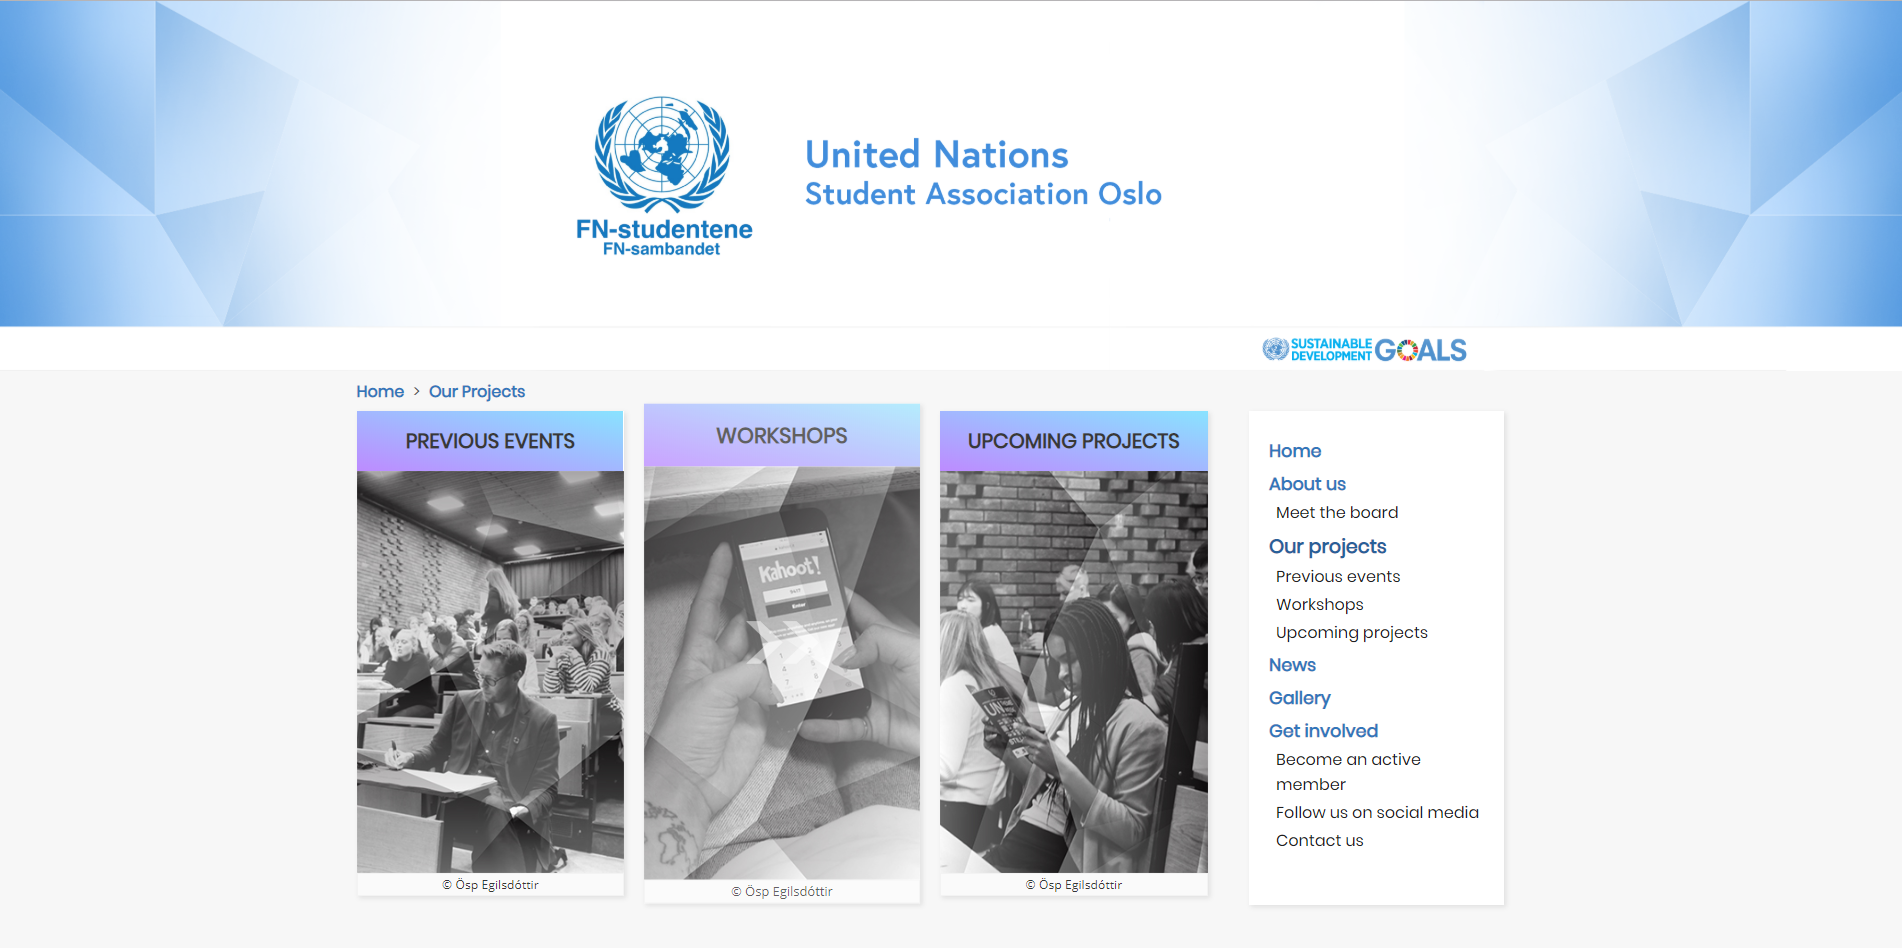 United Nations
Student Association Oslo
FN-studentene
FN-sambandet
SUSTAINABLE
DEVELOPMENT
GOALS
Home > Our Projects
PREVIOUS EVENTS
WORKSHOPS
UPCOMING PROJECTS
Kahoot!
Enter
UN
© Ösp Egilsdóttir
© Ösp Egilsdóttir
© Ösp Egilsdóttir
Home
About us
Meet the board
Our projects
Previous events
Workshops
Upcoming projects
News
Gallery
Get involved
Become an active
member
Follow us on social media
Contact us